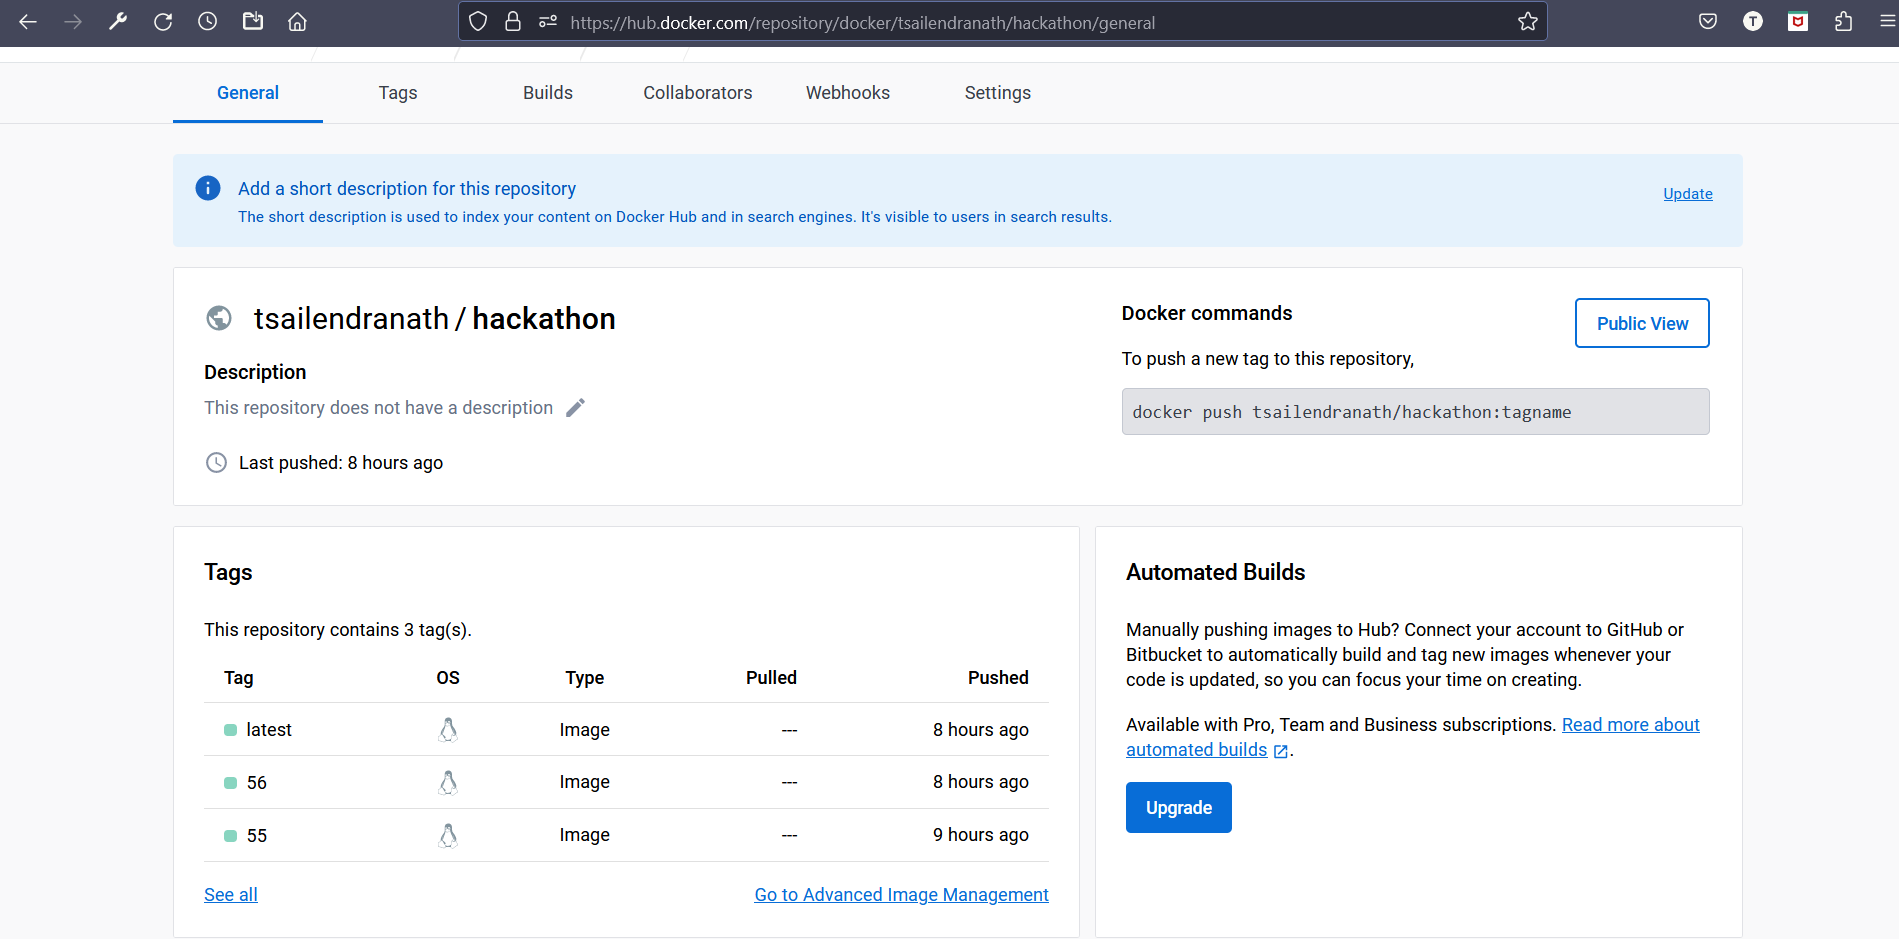 https://hub.docker.com/repository/docker/tsailendranath/hackathon/general
T
General Tags Builds Collaborators Webhooks Settings
Add a short description for this repository
The short description is used to index your content on Docker Hub and in search engines. It's visible to users in search results.
Update
tsailendranath / hackathon
Description
This repository does not have a description
Last pushed: 8 hours ago
Docker commands
Public View
To push a new tag to this repository,
docker push tsailendranath/hackathon:tagname
Tags
This repository contains 3 tag(s).
Tag OS Type Pulled Pushed
latest Image --- 8 hours ago
56 Image --- 8 hours ago
55 Image --- 9 hours ago
See all Go to Advanced Image Management
Automated Builds
Manually pushing images to Hub? Connect your account to GitHub or
Bitbucket to automatically build and tag new images whenever your
code is updated, so you can focus your time on creating.
Available with Pro, Team and Business subscriptions. Read more about
automated builds .
Upgrade